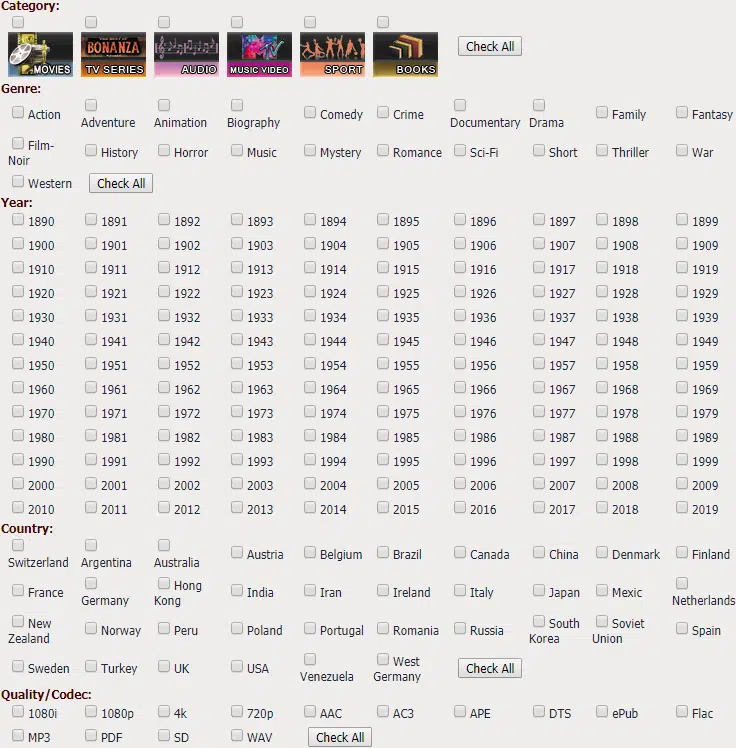 Category:
MOVIES BONANZA TV SERIES AUDIO MUSIC VIDEO SPORT BOOKS Check All
Genre:
Action Adventure Animation Biography Comedy Crime Documentary Drama Family Fantasy
Film-Noir History Horror Music Mystery Romance Sci-Fi Short Thriller War
Western Check All
Year:
1890 1891 1892 1893 1894 1895 1896 1897 1898 1899
1900 1901 1902 1903 1904 1905 1906 1907 1908 1909
1910 1911 1912 1913 1914 1915 1916 1917 1918 1919
1920 1921 1922 1923 1924 1925 1926 1927 1928 1929
1930 1931 1932 1933 1934 1935 1936 1937 1938 1939
1940 1941 1942 1943 1944 1945 1946 1947 1948 1949
1950 1951 1952 1953 1954 1955 1956 1957 1958 1959
1960 1961 1962 1963 1964 1965 1966 1967 1968 1969
1970 1971 1972 1973 1974 1975 1976 1977 1978 1979
1980 1981 1982 1983 1984 1985 1986 1987 1988 1989
1990 1991 1992 1993 1994 1995 1996 1997 1998 1999
2000 2001 2002 2003 2004 2005 2006 2007 2008 2009
2010 2011 2012 2013 2014 2015 2016 2017 2018 2019
Country:
Switzerland Argentina Australia Austria Belgium Brazil Canada China Denmark Finland
France Germany Hong Kong India Iran Ireland Italy Japan Mexic Netherlands
New Zealand Norway Peru Poland Portugal Romania Russia South Korea Soviet Union Spain
Sweden Turkey UK USA Venezuela West Germany Check All
Quality/Codec:
1080i 1080p 4k 720p AAC AC3 APE DTS ePub Flac
MP3 PDF SD WAV Check All